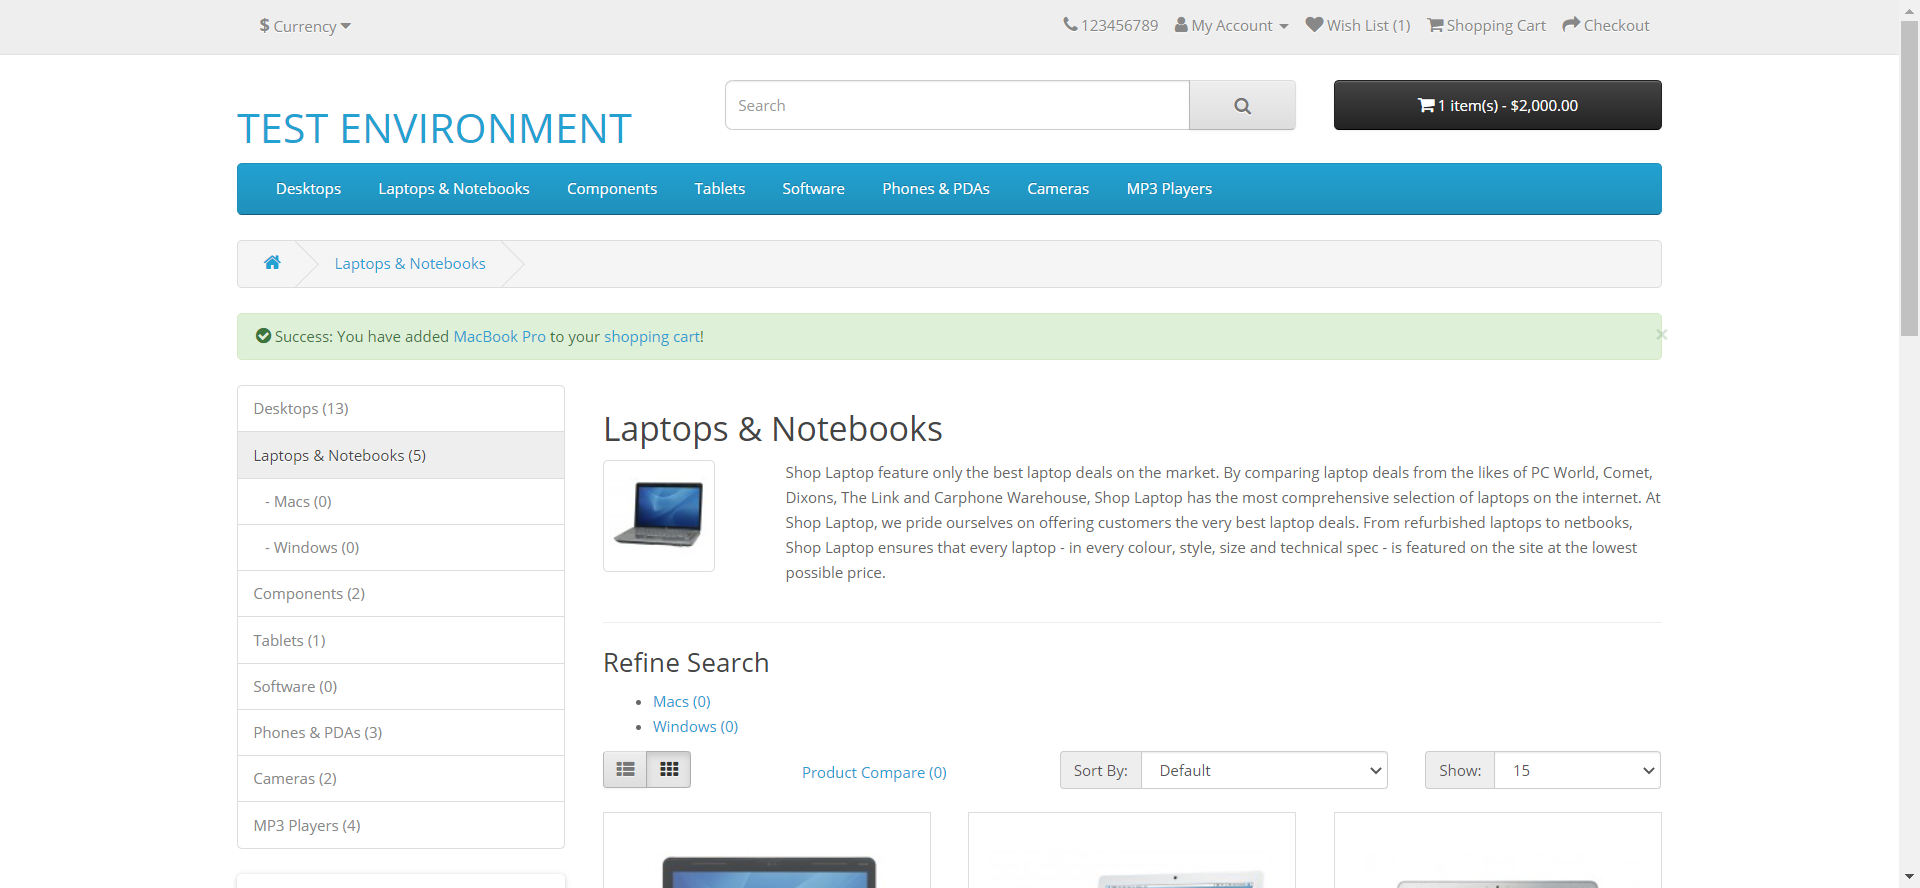 $ Currency
123456789 My Account Wish List (1) Shopping Cart Checkout
TEST ENVIRONMENT
Search
1 item(s) - $2,000.00
Desktops Laptops & Notebooks Components Tablets Software Phones & PDAs Cameras MP3 Players
Laptops & Notebooks
Success: You have added MacBook Pro to your shopping cart!
×
Desktops (13)
Laptops & Notebooks (5)
- Macs (0)
- Windows (0)
Components (2)
Tablets (1)
Software (0)
Phones & PDAs (3)
Cameras (2)
MP3 Players (4)
Laptops & Notebooks
Shop Laptop feature only the best laptop deals on the market. By comparing laptop deals from the likes of PC World, Comet,
Dixons, The Link and Carphone Warehouse, Shop Laptop has the most comprehensive selection of laptops on the internet. At
Shop Laptop, we pride ourselves on offering customers the very best laptop deals. From refurbished laptops to netbooks,
Shop Laptop ensures that every laptop - in every colour, style, size and technical spec - is featured on the site at the lowest
possible price.
Refine Search
Macs (0)
Windows (0)
Product Compare (0)
Sort By: Default
Show: 15